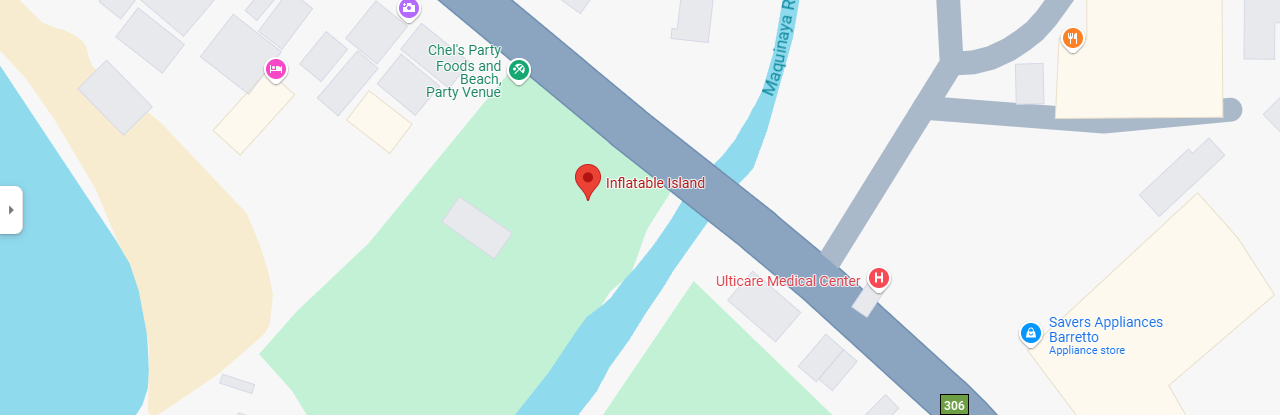 Chel's Party
Foods and
Beach,
Party Venue
Maquinaya R
Inflatable Island
Ulticare Medical Center
H
Savers Appliances
Barretto
Appliance store
306